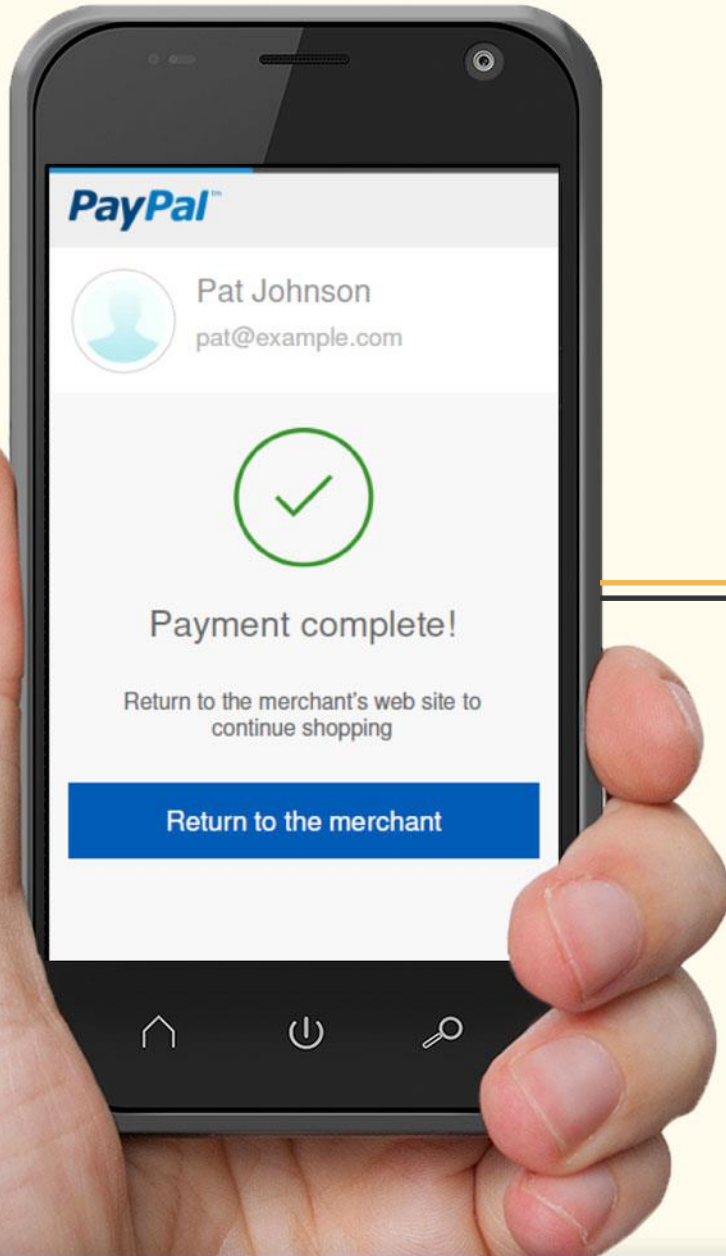 PayPal™
Pat Johnson
pat@example.com
Payment complete!
Return to the merchant's web site to
continue shopping
Return to the merchant